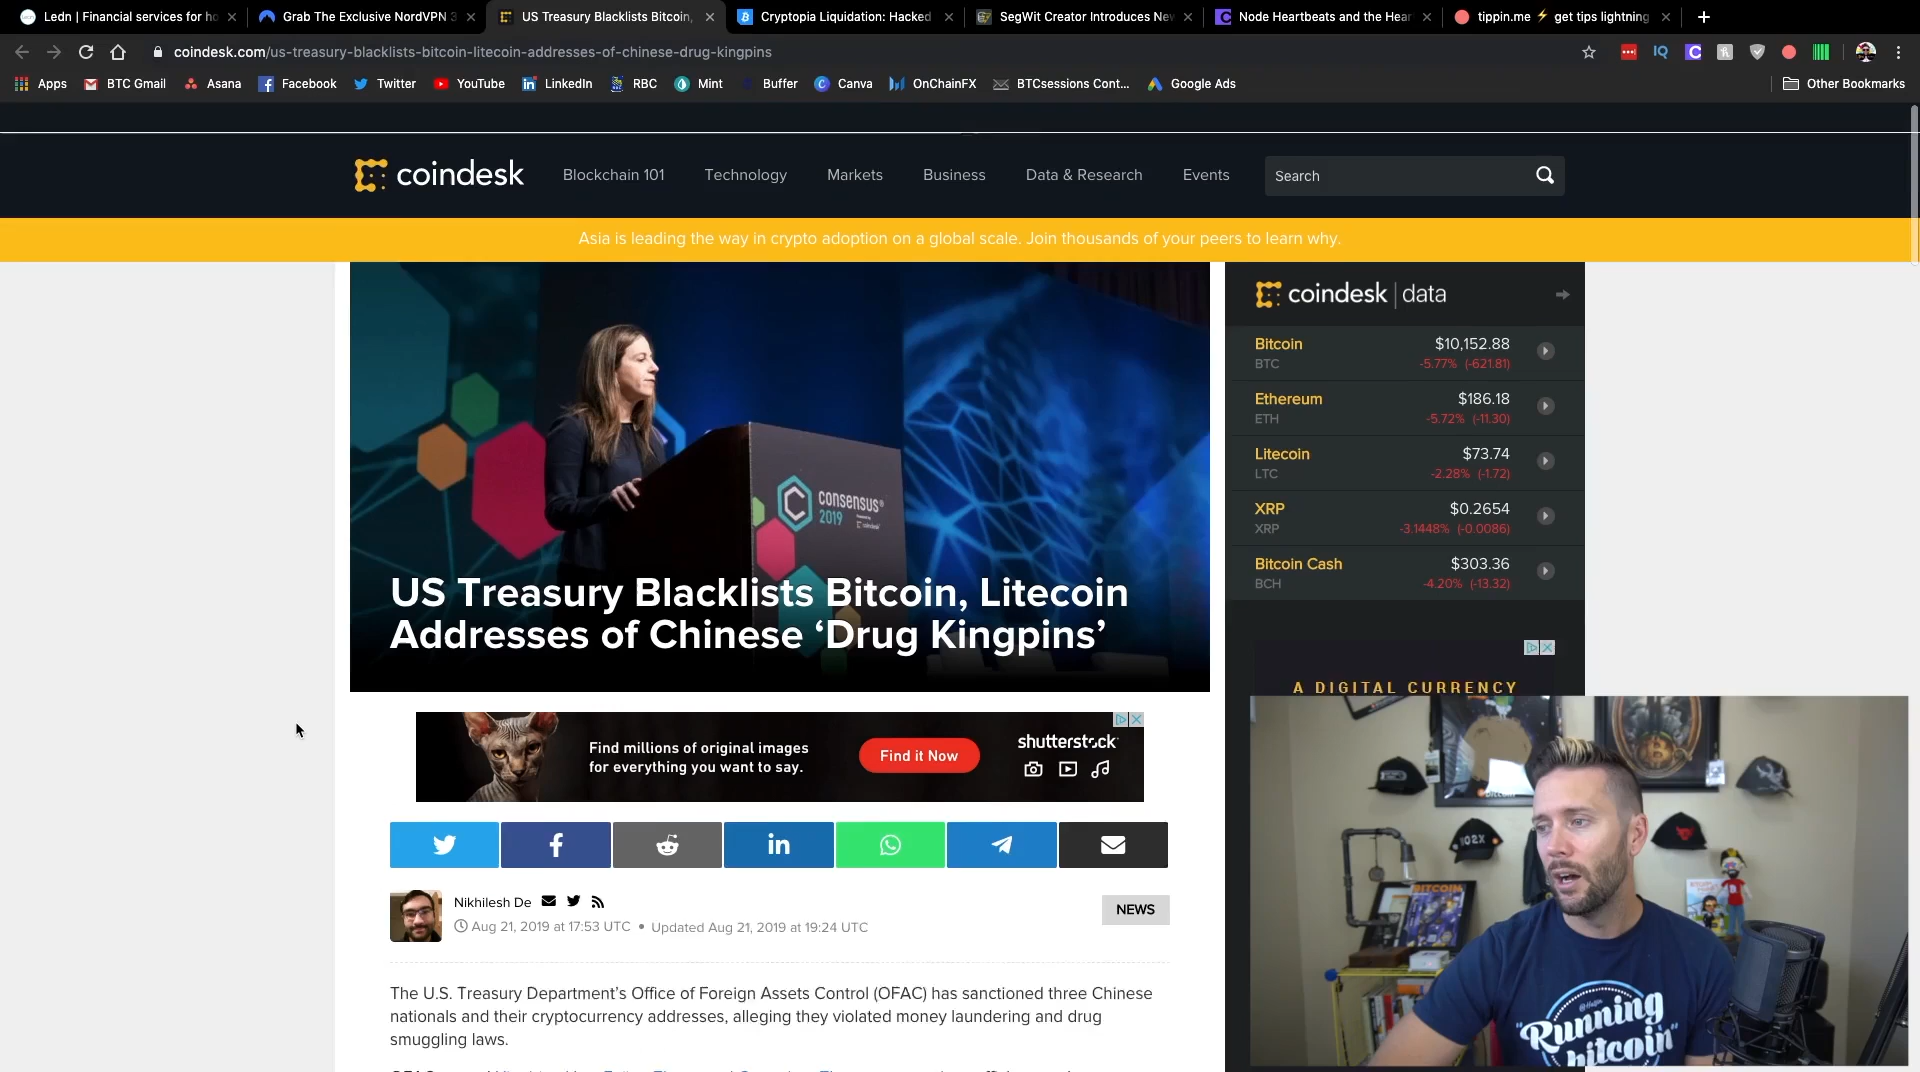 Ledn | Financial services for ho
Grab The Exclusive NordVPN 3
US Treasury Blacklists Bitcoin,
Cryptopia Liquidation: Hacked
SegWit Creator Introduces Nev
Node Heartbeats and the Hear
tippin.me ⚡ get tips lightning
coindesk.com/us-treasury-blacklists-bitcoin-litecoin-addresses-of-chinese-drug-kingpins
Apps
BTC Gmail
Asana
Facebook
Twitter
YouTube
LinkedIn
RBC
Mint
Buffer
Canva
OnChainFX
BTCsessions Cont...
Google Ads
Other Bookmarks
coindesk
Blockchain 101
Technology
Markets
Business
Data & Research
Events
Search
Asia is leading the way in crypto adoption on a global scale. Join thousands of your peers to learn why.
consensus
2019
US Treasury Blacklists Bitcoin, Litecoin
Addresses of Chinese ‘Drug Kingpins’
coindesk | data
Bitcoin $10,152.88
BTC -5.77% (-621.81)
Ethereum $186.18
ETH -5.72% (-11.30)
Litecoin $73.74
LTC -2.28% (-1.72)
XRP $0.2654
XRP -3.1448% (-0.0086)
Bitcoin Cash $303.36
BCH -4.20% (-13.32)
A DIGITAL CURRENCY
Find millions of original images
for everything you want to say.
Find it Now
shutterstock
Nikhilesh De
Aug 21, 2019 at 17:53 UTC • Updated Aug 21, 2019 at 19:24 UTC
NEWS
The U.S. Treasury Department’s Office of Foreign Assets Control (OFAC) has sanctioned three Chinese
nationals and their cryptocurrency addresses, alleging they violated money laundering and drug
smuggling laws.
NO2X
BITCOIN
"Running
bitcoin"